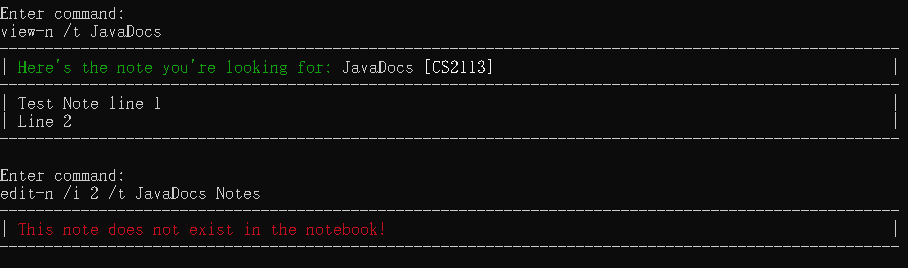 Enter command:
view-n /t JavaDocs
Here's the note you're looking for: JavaDocs [CS2113]
Test Note line 1
Line 2
Enter command:
edit-n /i 2 /t JavaDocs Notes
This note does not exist in the notebook!